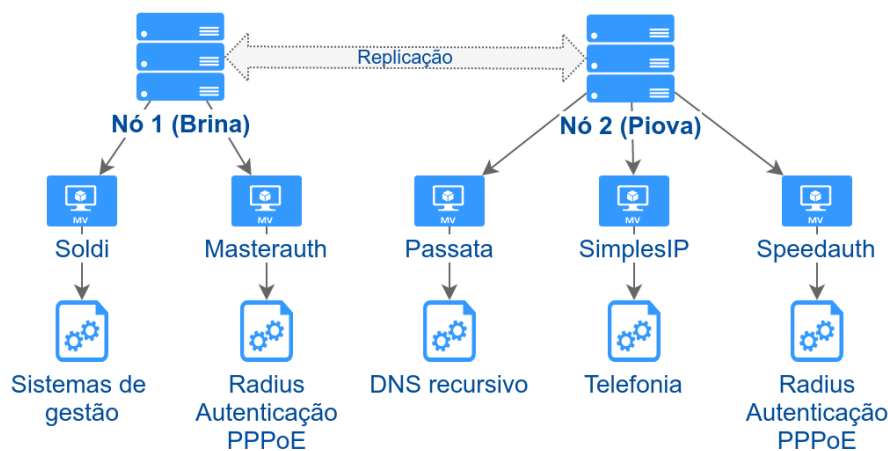 Replicação
Nó 1 (Brina)
Nó 2 (Piova)
MV
MV
MV
MV
MV
Soldi
Masterauth
Passata
SimplesIP
Speedauth
Sistemas de
gestão
Radius
Autenticação
PPPoE
DNS recursivo
Telefonia
Radius
Autenticação
PPPoE